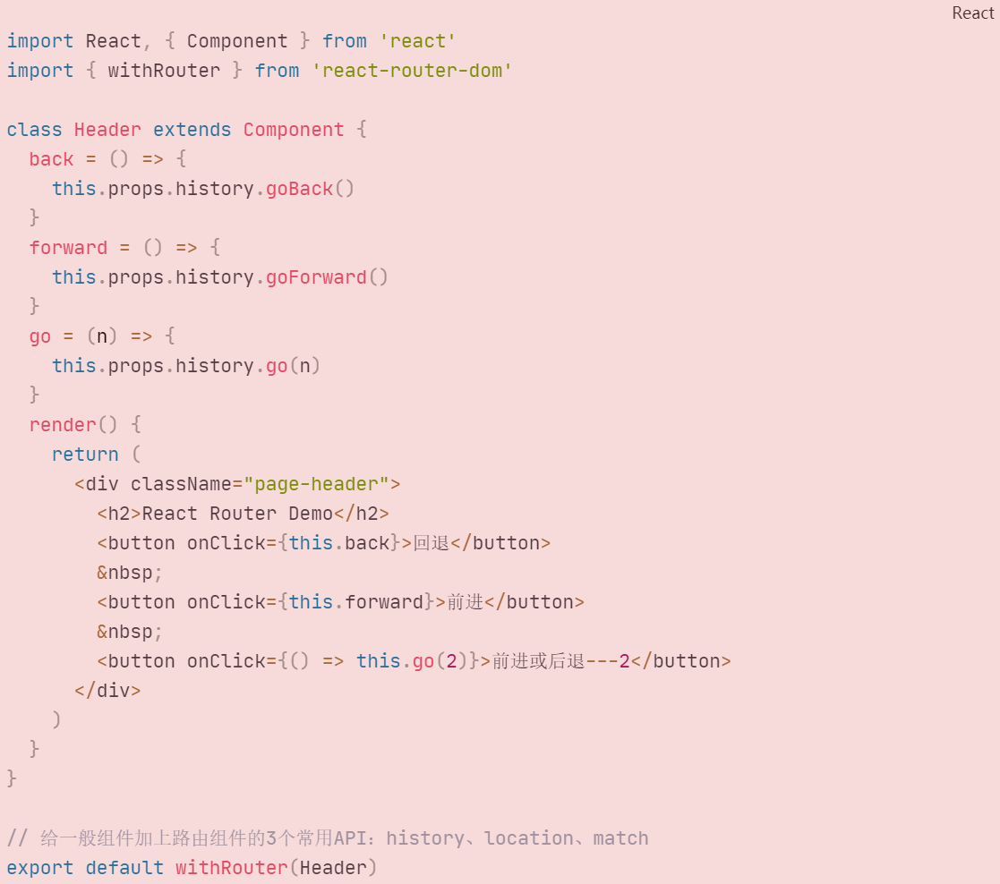 React
import React, { Component } from 'react'
import { withRouter } from 'react-router-dom'
class Header extends Component {
  back = () => {
    this.props.history.goBack()
  }
  forward = () => {
    this.props.history.goForward()
  }
  go = (n) => {
    this.props.history.go(n)
  }
  render() {
    return (
      <div className="page-header">
        <h2>React Router Demo</h2>
        <button onClick={this.back}>回退</button>
        &nbsp;
        <button onClick={this.forward}>前进</button>
        &nbsp;
        <button onClick={() => this.go(2)}>前进或后退---2</button>
      </div>
    )
  }
}
// 给一般组件加上路由组件的3个常用API：history、location、match
export default withRouter(Header)